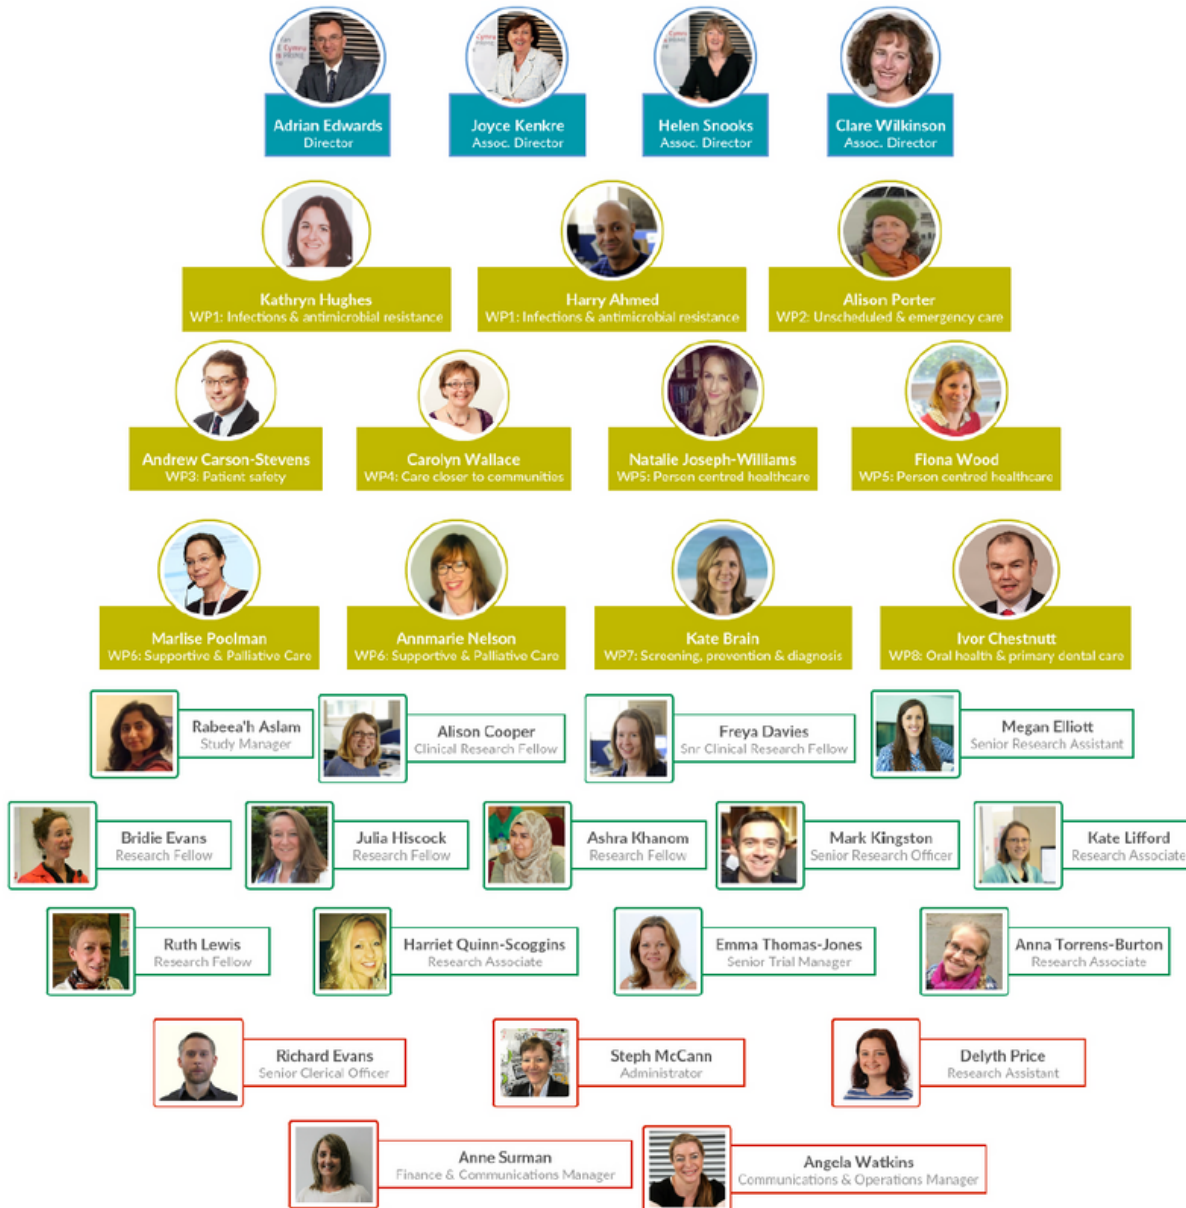 Cymru
PRIME
Adrian Edwards
Director
Joyce Kenkre
Assoc. Director
Helen Snooks
Assoc. Director
Clare Wilkinson
Assoc. Director
Kathryn Hughes
WP1: Infections & antimicrobial resistance
Harry Ahmed
WP1: Infections & antimicrobial resistance
Alison Porter
WP2: Unscheduled & emergency care
Andrew Carson-Stevens
WP3: Patient safety
Carolyn Wallace
WP4: Care closer to communities
Natalie Joseph-Williams
WP5: Person centred healthcare
Fiona Wood
WP5: Person centred healthcare
Marlise Poolman
WP6: Supportive & Palliative Care
Annmarie Nelson
WP6: Supportive & Palliative Care
Kate Brain
WP7: Screening, prevention & diagnosis
Ivor Chestnutt
WP8: Oral health & primary dental care
Rabeea'h Aslam
Study Manager
Alison Cooper
Clinical Research Fellow
Freya Davies
Snr Clinical Research Fellow
Megan Elliott
Senior Research Assistant
Bridie Evans
Research Fellow
Julia Hiscock
Research Fellow
Ashra Khanom
Research Fellow
Mark Kingston
Senior Research Officer
Kate Lifford
Research Associate
Ruth Lewis
Research Fellow
Harriet Quinn-Scoggins
Research Associate
Emma Thomas-Jones
Senior Trial Manager
Anna Torrens-Burton
Research Associate
Richard Evans
Senior Clerical Officer
Steph McCann
Administrator
Delyth Price
Research Assistant
Anne Surman
Finance & Communications Manager
Angela Watkins
Communications & Operations Manager